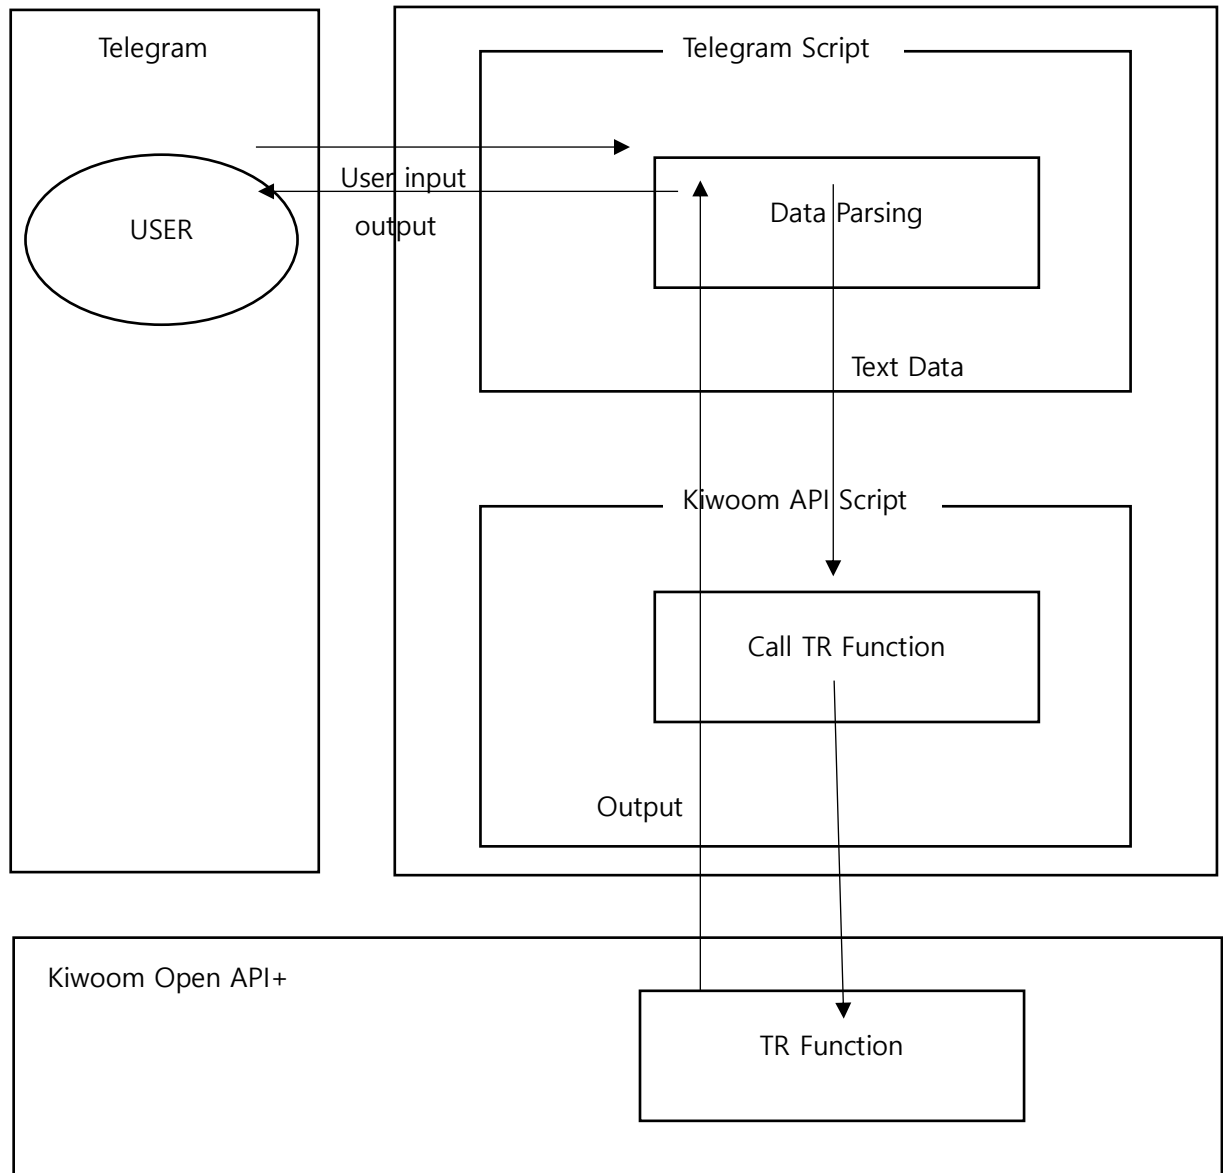 Telegram
Telegram Script
User input
output
USER
Data Parsing
Text Data
Kiwoom API Script
Call TR Function
Output
Kiwoom Open API+
TR Function